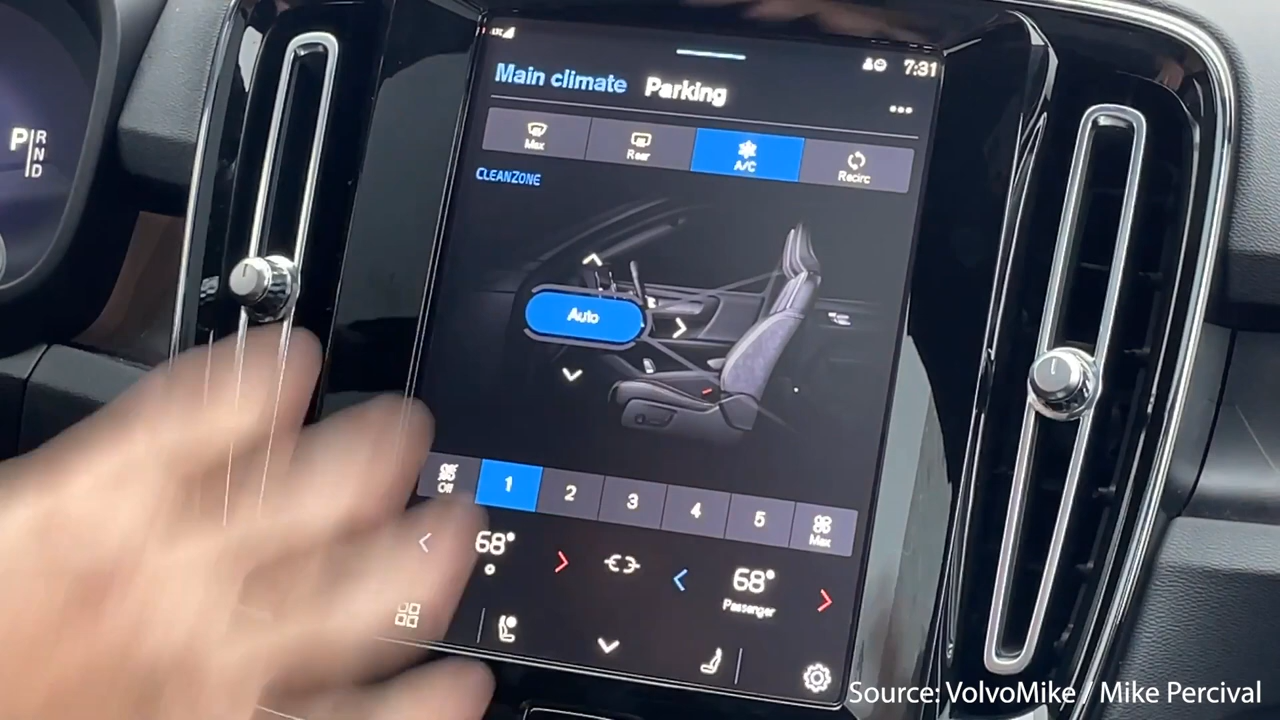 7:31
Main climate Parking
Max Rear A/C Recirc
CLEANZONE
Auto
Off 1 2 3 4 5 Max
68° 68°
Passenger
P R
N
D
Source: VolvoMike / Mike Percival